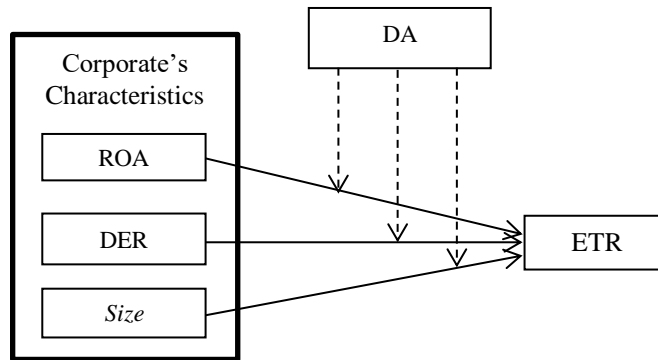 DA
Corporate's
Characteristics
ROA
DER
Size
ETR